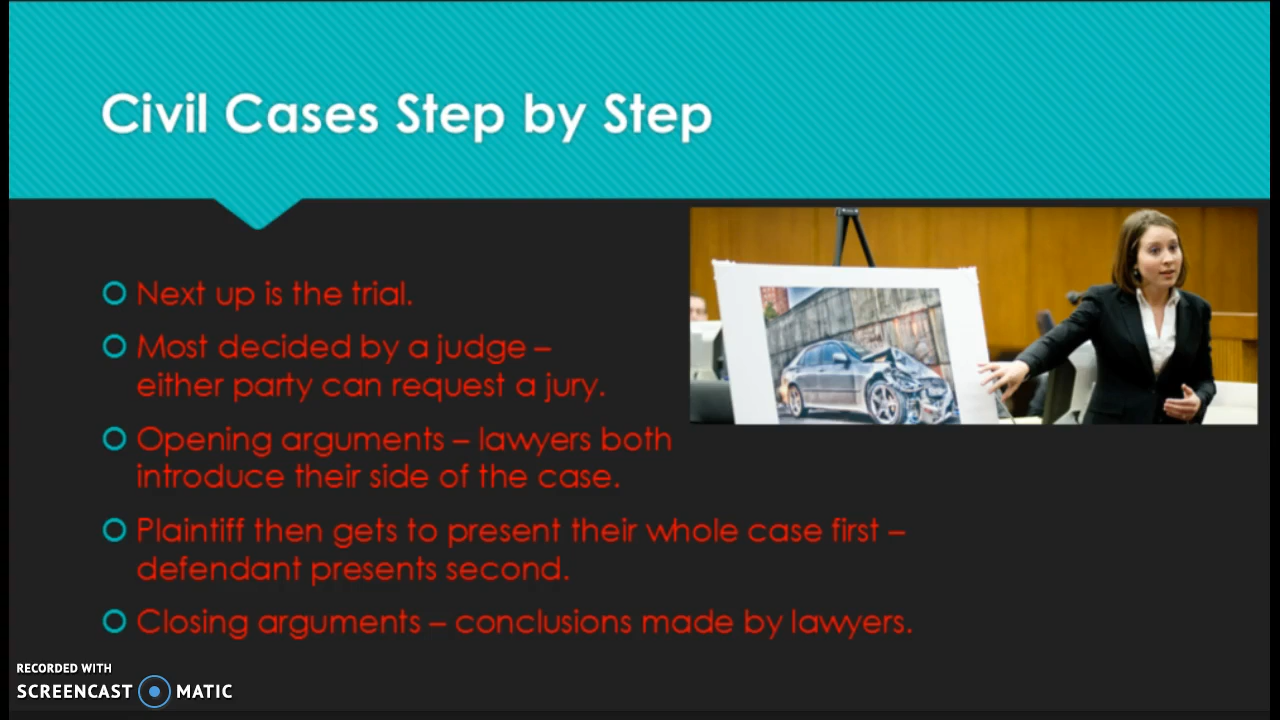 Civil Cases Step by Step
Next up is the trial.
Most decided by a judge –
either party can request a jury.
Opening arguments – lawyers both
introduce their side of the case.
Plaintiff then gets to present their whole case first –
defendant presents second.
Closing arguments – conclusions made by lawyers.
RECORDED WITH
SCREENCAST MATIC